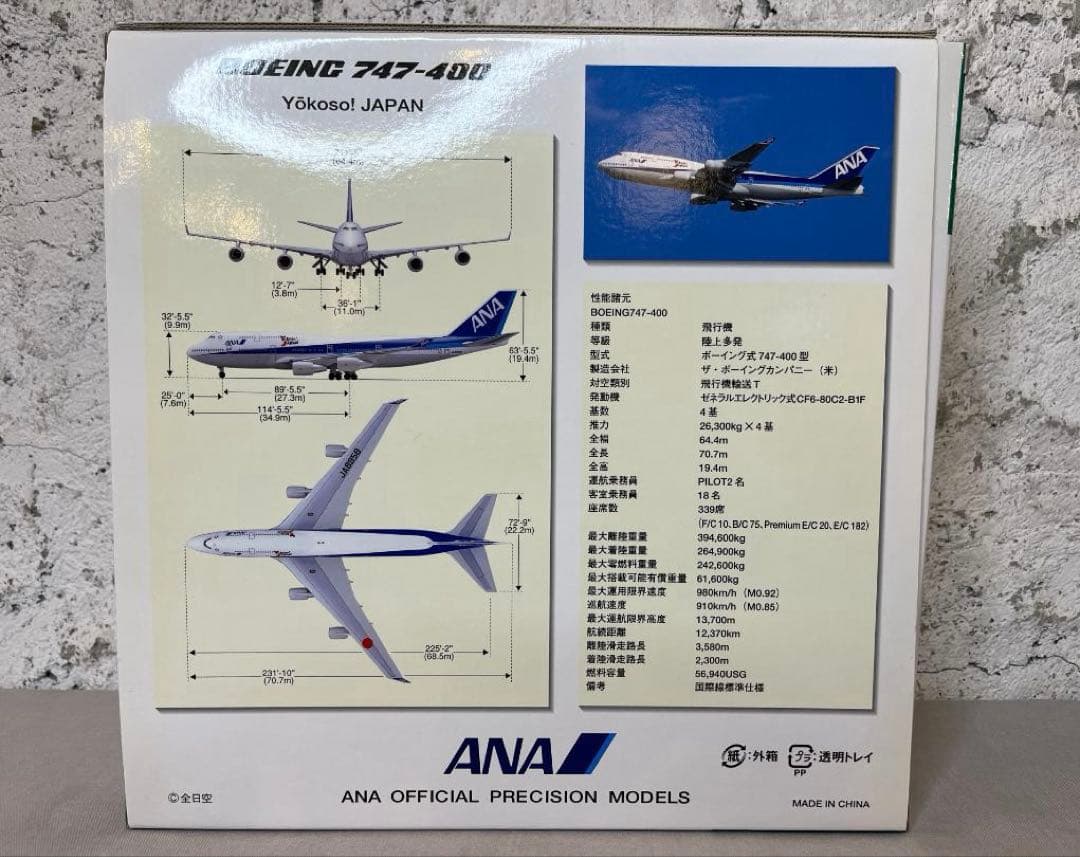 BOEING 747-400
Yōkoso! JAPAN
(64.4m)
12'-7"
(3.8m)
36'-1"
(11.0m)
32'-5.5"
(9.9m)
ANA
ANA
63'-5.5"
(19.4m)
25'-0"
(7.6m)
89'-5.5"
(27.3m)
114'-5.5"
(34.9m)
72'-9"
(22.2m)
225'-2"
(68.5m)
231'-10"
(70.7m)
ANA
ANA
性能諸元
BOEING747-400
種類 飛行機
等級 陸上多発
型式 ボーイング式747-400型
製造会社 ザ・ボーイングカンパニー（米）
対空類別 飛行機輸送T
発動機 ゼネラルエレクトリック式CF6-80C2-B1F
基数 4基
推力 26,300kg×4基
全幅 64.4m
全長 70.7m
全高 19.4m
運航乗務員 PILOT2名
客室乗務員 18名
座席数 339席
(F/C 10、B/C 75、Premium E/C 20、E/C 182)
最大離陸重量 394,600kg
最大着陸重量 264,900kg
最大零燃料重量 242,600kg
最大搭載可能有償重量 61,600kg
最大運用限界速度 980km/h (M0.92)
巡航速度 910km/h (M0.85)
最大運航限界高度 13,700m
航続距離 12,370km
離陸滑走路長 3,580m
着陸滑走路長 2,300m
燃料容量 56,940USG
備考 国際線標準仕様
ANA
ANA OFFICIAL PRECISION MODELS
©全日空
紙:外箱 プラ:透明トレイ
PP
MADE IN CHINA